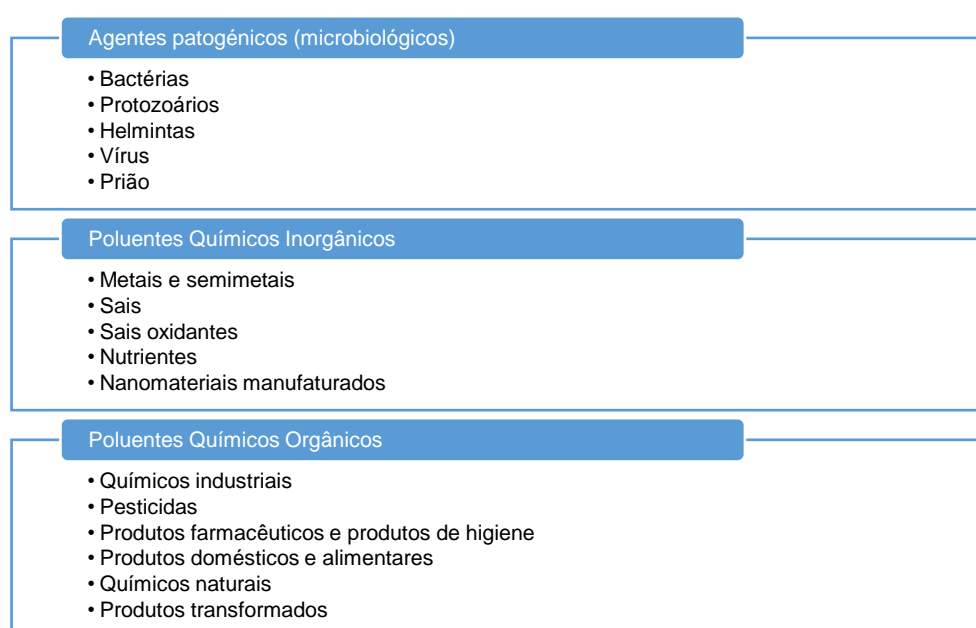 Agentes patogénicos (microbiológicos)
• Bactérias
• Protozoários
• Helmintas
• Vírus
• Prião
Poluentes Químicos Inorgânicos
• Metais e semimetais
• Sais
• Sais oxidantes
• Nutrientes
• Nanomateriais manufaturados
Poluentes Químicos Orgânicos
• Químicos industriais
• Pesticidas
• Produtos farmacêuticos e produtos de higiene
• Produtos domésticos e alimentares
• Químicos naturais
• Produtos transformados